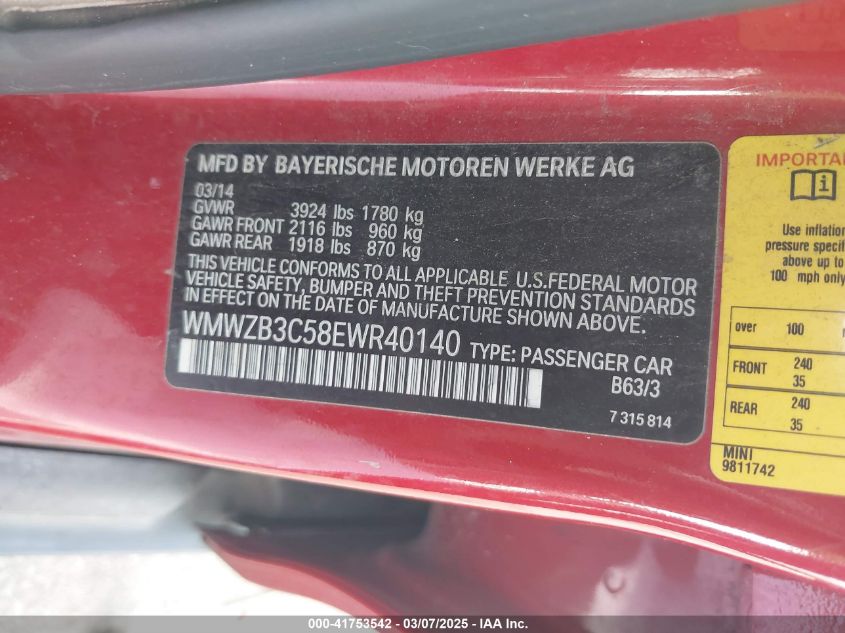 MFD BY BAYERISCHE MOTOREN WERKE AG
03/14
GVWR 3924 lbs 1780 kg
GAWR FRONT 2116 lbs 960 kg
GAWR REAR 1918 lbs 870 kg
THIS VEHICLE CONFORMS TO ALL APPLICABLE U.S.FEDERAL MOTOR
VEHICLE SAFETY, BUMPER AND THEFT PREVENTION STANDARDS
IN EFFECT ON THE DATE OF MANUFACTURE SHOWN ABOVE.
WMWZB3C58EWR40140 TYPE: PASSENGER CAR
B63/3
7 315 814
Use inflation
pressure
above up to
100 mph only
over 100
FRONT 240
35
REAR 240
35
MINI
9811742
000-41753542 — 03/07/2025 — IAA Inc.